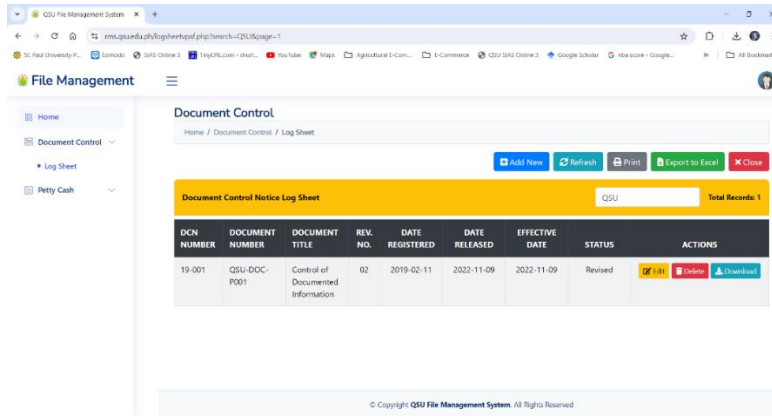 QSU File Management System
rms.qsu.edu.ph/logsheetvpaf.php?search=QSU&page=1
St. Paul University P... Edmodo SIAS Online 3 TinyURL.com - short... YouTube Maps Agricultural E-Com... E-Commerce QSU SIAS Online 3 Google Scholar nba score - Google... » All Bookmar
File Management
Home
Document Control
Log Sheet
Petty Cash
Document Control
Home / Document Control / Log Sheet
Add New Refresh Print Export to Excel Close
Document Control Notice Log Sheet QSU Total Records: 1
DCN NUMBER DOCUMENT NUMBER DOCUMENT TITLE REV. NO. DATE REGISTERED DATE RELEASED EFFECTIVE DATE STATUS ACTIONS
19-001 QSU-DOC-P001 Control of Documented Information 02 2019-02-11 2022-11-09 2022-11-09 Revised Edit Delete Download
© Copyright QSU File Management System. All Rights Reserved